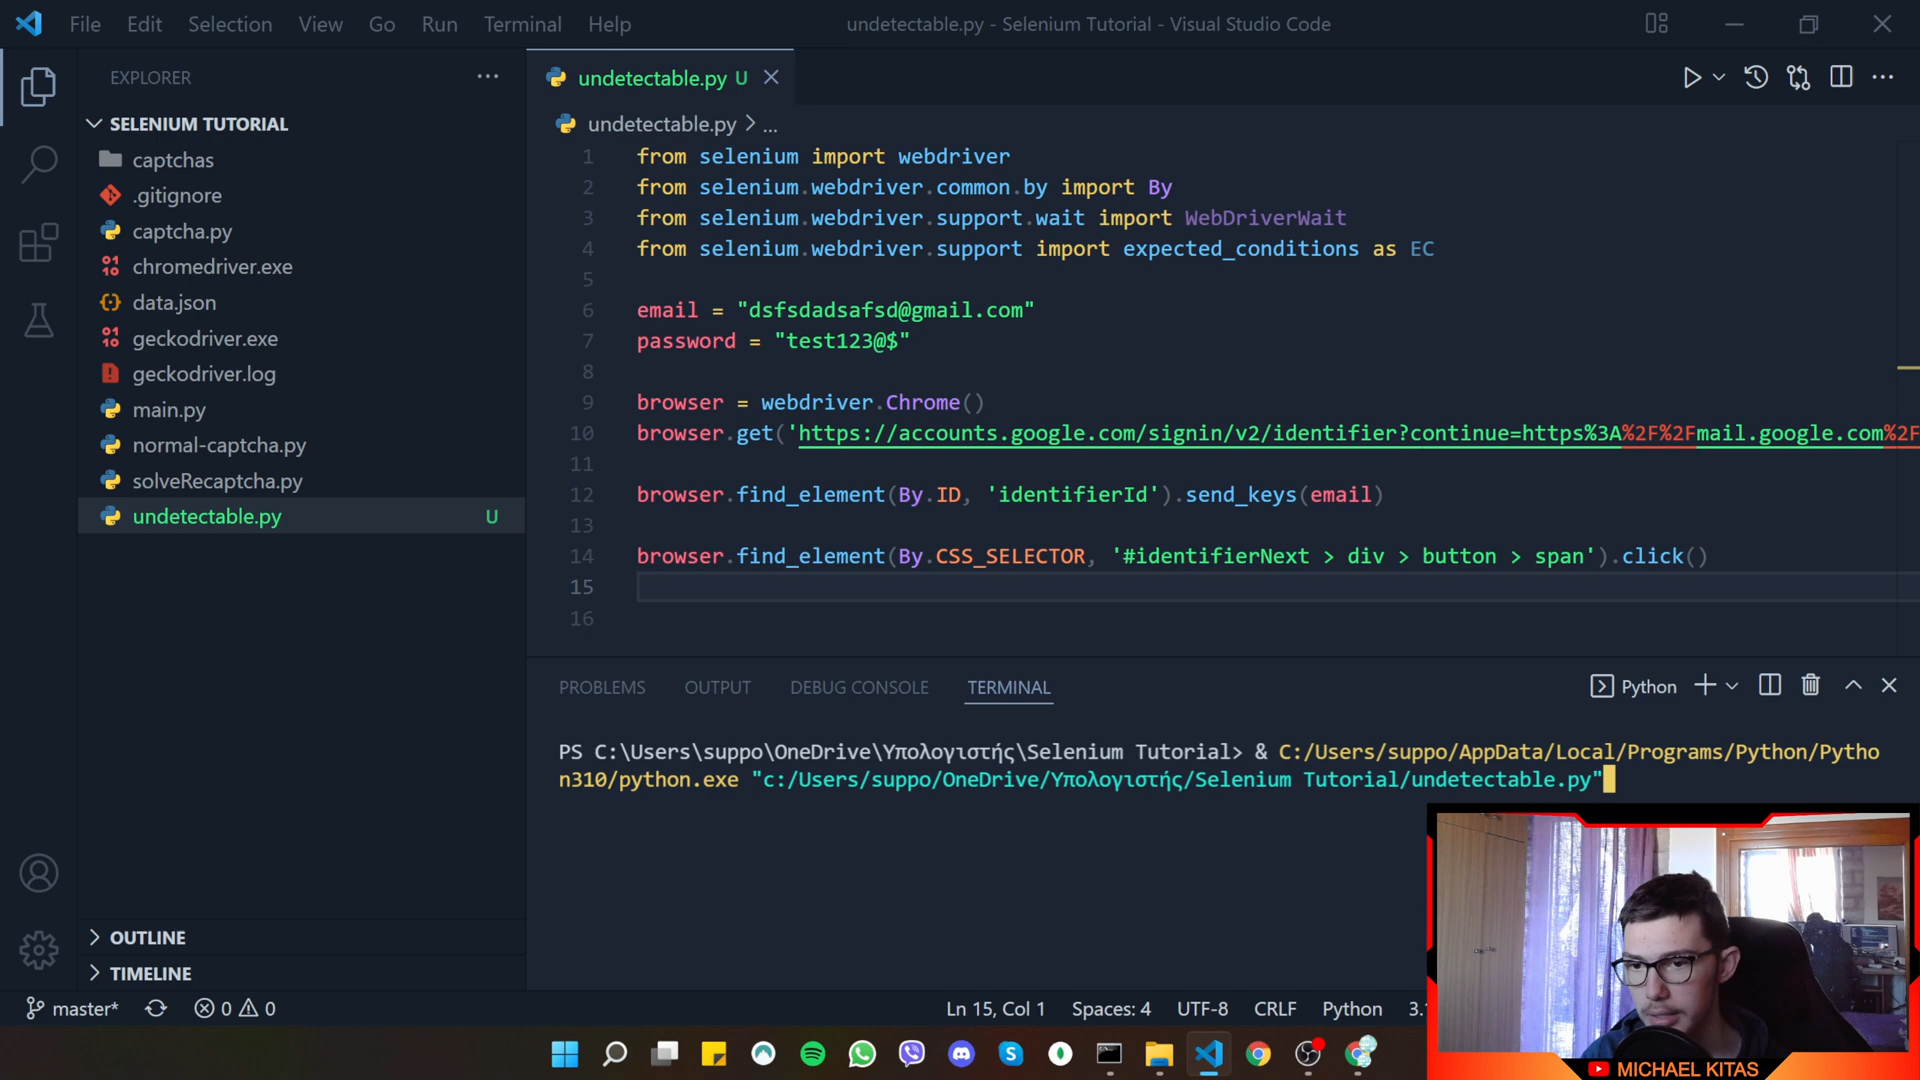 File Edit Selection View Go Run Terminal Help
undetectable.py - Selenium Tutorial - Visual Studio Code
EXPLORER
SELENIUM TUTORIAL
captchas
.gitignore
captcha.py
chromedriver.exe
data.json
geckodriver.exe
geckodriver.log
main.py
normal-captcha.py
solveRecaptcha.py
undetectable.py U
OUTLINE
TIMELINE
undetectable.py U
undetectable.py > ...
1 from selenium import webdriver
2 from selenium.webdriver.common.by import By
3 from selenium.webdriver.support.wait import WebDriverWait
4 from selenium.webdriver.support import expected_conditions as EC
5
6 email = "dsfsdadsafsd@gmail.com"
7 password = "test123@$"
8
9 browser = webdriver.Chrome()
10 browser.get('https://accounts.google.com/signin/v2/identifier?continue=https%3A%2F%2Fmail.google.com%2F
11
12 browser.find_element(By.ID, 'identifierId').send_keys(email)
13
14 browser.find_element(By.CSS_SELECTOR, '#identifierNext > div > button > span').click()
15
16
PROBLEMS OUTPUT DEBUG CONSOLE TERMINAL
Python
PS C:\Users\suppo\OneDrive\Υπολογιστής\Selenium Tutorial> & C:/Users/suppo/AppData/Local/Programs/Python/Pytho
n310/python.exe "c:/Users/suppo/OneDrive/Υπολογιστής/Selenium Tutorial/undetectable.py"
master* 0 0
Ln 15, Col 1 Spaces: 4 UTF-8 CRLF Python 3.
MICHAEL KITAS